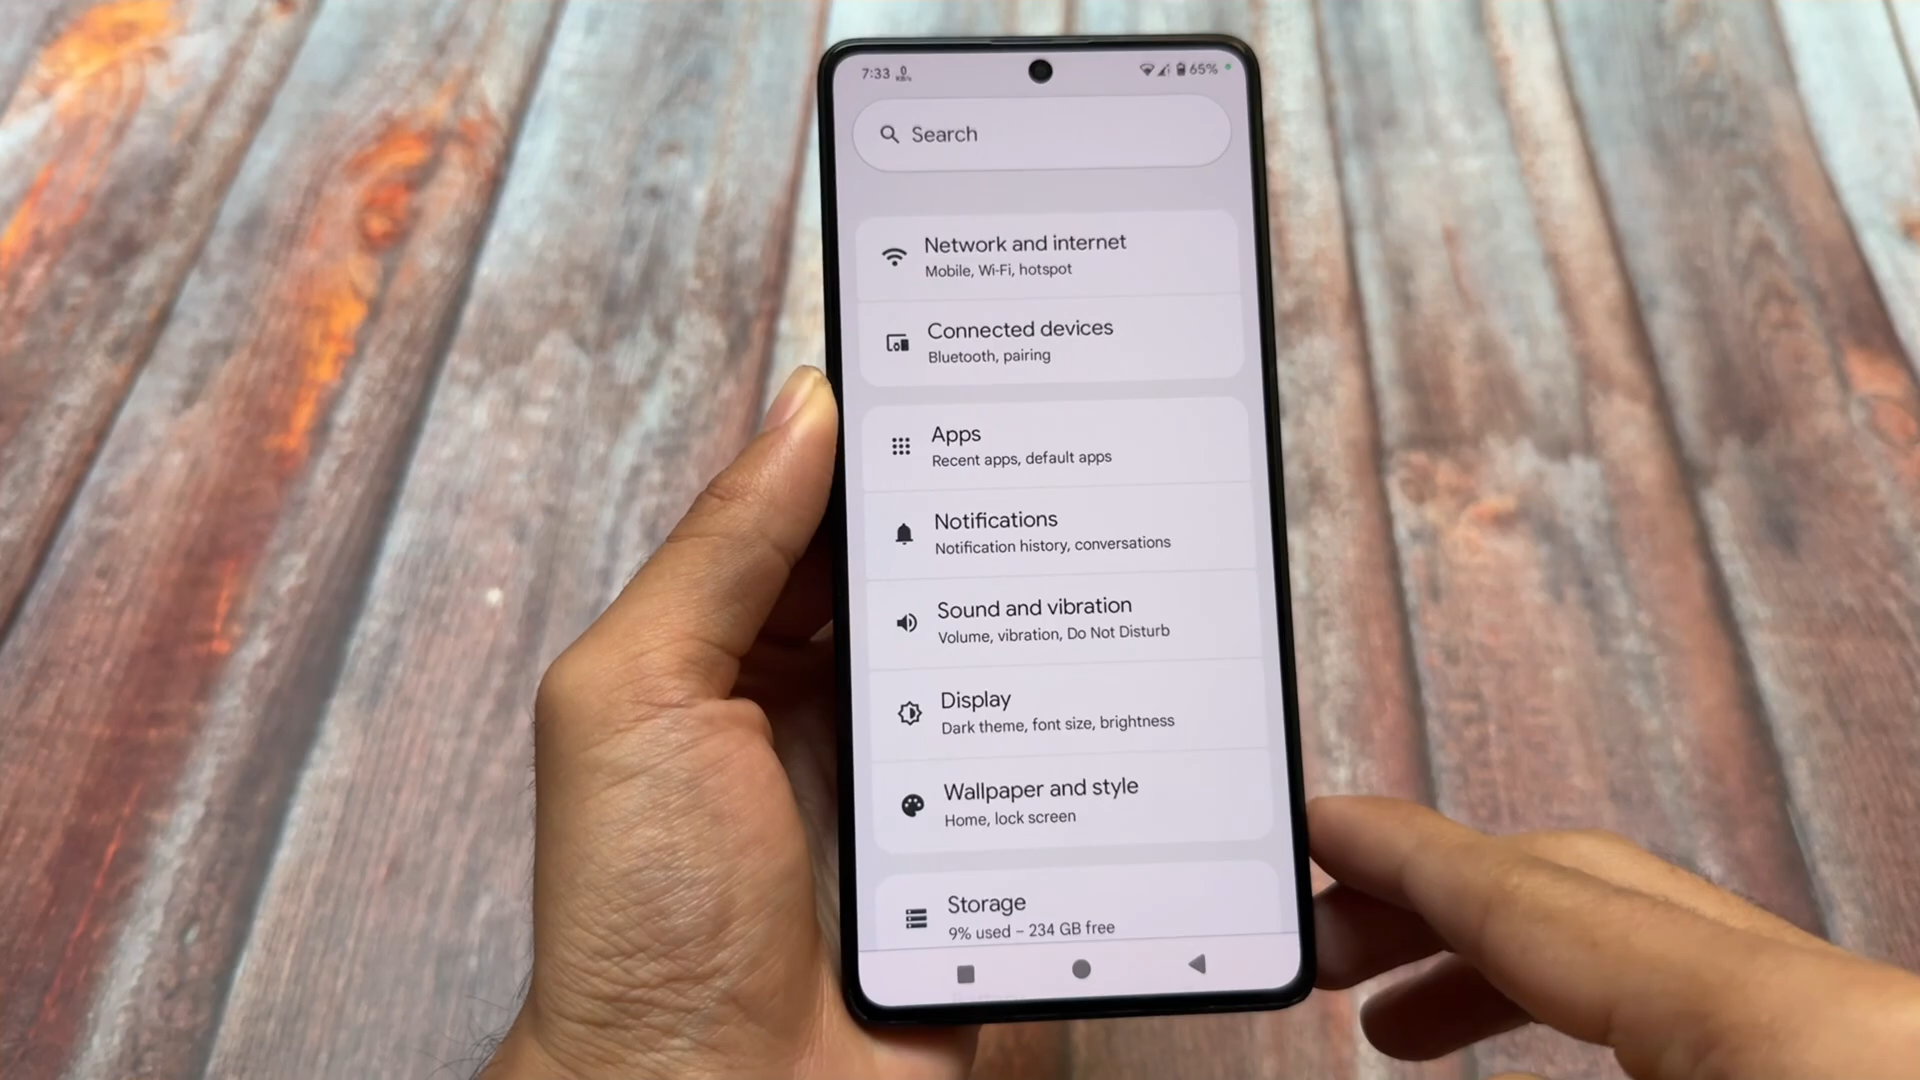 7:33 0 KB/s 65%
Search
Network and internet
Mobile, Wi-Fi, hotspot
Connected devices
Bluetooth, pairing
Apps
Recent apps, default apps
Notifications
Notification history, conversations
Sound and vibration
Volume, vibration, Do Not Disturb
Display
Dark theme, font size, brightness
Wallpaper and style
Home, lock screen
Storage
9% used – 234 GB free